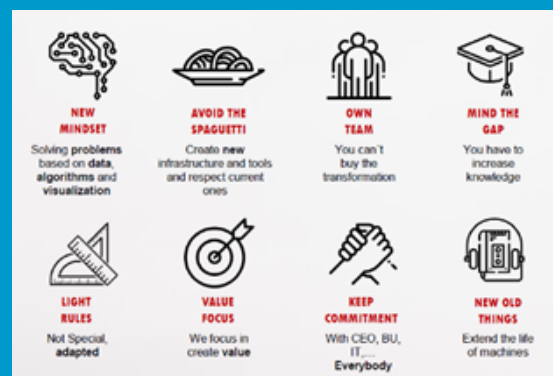 NEW
MINDSET
Solving problems
based on data,
algorithms and
visualization
AVOID THE
SPAGUETTI
Create new
infrastructure and tools
and respect current
ones
OWN
TEAM
You can´t
buy the
transformation
MIND THE
GAP
You have to
increase
knowledge
LIGHT
RULES
Not Special,
adapted
VALUE
FOCUS
We focus in
create value
KEEP
COMMITMENT
With CEO, BU,
IT,...
Everybody
NEW OLD
THINGS
Extend the life
of machines